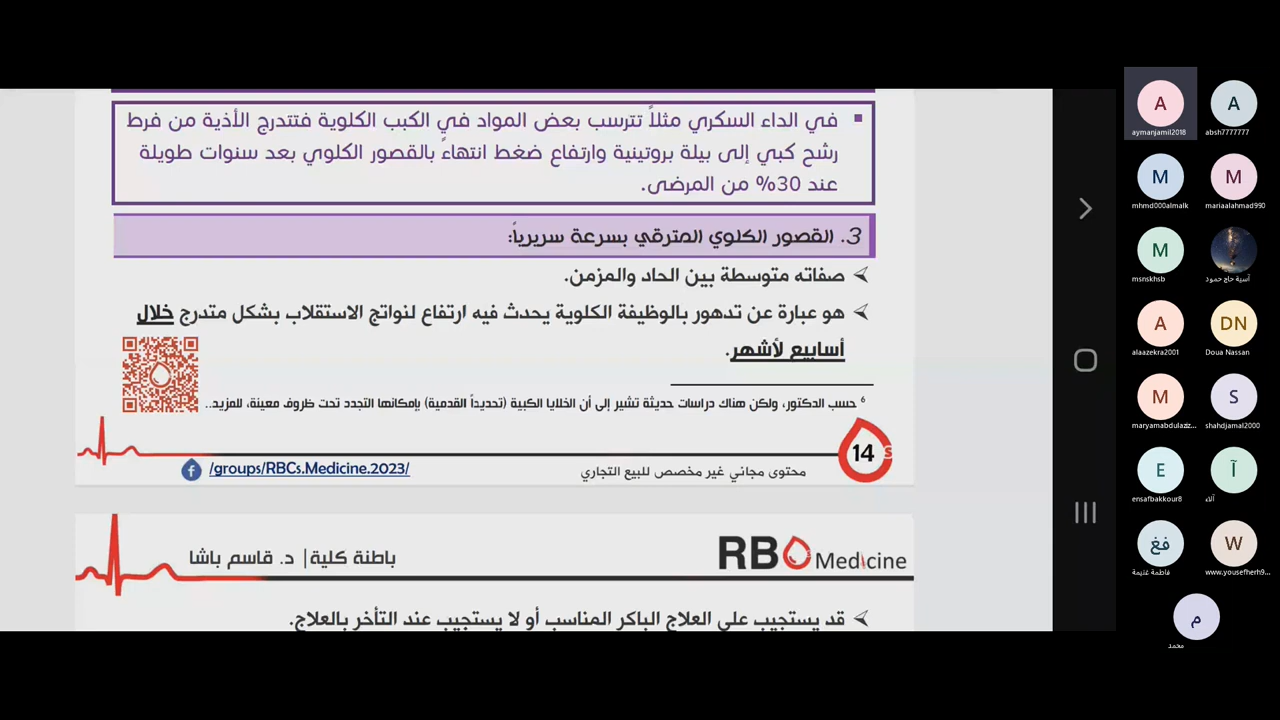 في الداء السكري مثلاً تترسب بعض المواد في الكبب الكلوية فتتدرج الأذية من فرط
رشح كبي إلى بيلة بروتينية وارتفاع ضغط انتهاءً بالقصور الكلوي بعد سنوات طويلة
عند 30% من المرضى.
3. القصور الكلوي المترقي بسرعة سريرياً:
صفاته متوسطة بين الحاد والمزمن.
هو عبارة عن تدهور بالوظيفة الكلوية يحدث فيه ارتفاع لنواتج الاستقلاب بشكل متدرج خلال
أسابيع لأشهر.
6 حسب الدكتور، ولكن هناك دراسات حديثة تشير إلى أن الخلايا الكبية (تحديداً القدمية) بإمكانها التجدد تحت ظروف معينة، للمزيد..
14
محتوى مجاني غير مخصص للبيع التجاري
/groups/RBCs.Medicine.2023/
RB Medicine
باطنة كلية| د. قاسم باشا
قد يستجيب على العلاج الباكر المناسب أو لا يستجيب عند التأخر بالعلاج.
A
aymanjamil2018
A
absh7777777
M
mhmd000almalk
M
mariaalahmad990
M
msnskhsb
آسية حاج حمود
A
alaazekra2001
DN
Doua Nassan
M
maryamabdulaziz...
S
shahdjamal2000
E
ensafbakkour8
آ
آلاء
فغ
فاطمة غنيمة
W
www.yousefherh9...
م
محمد